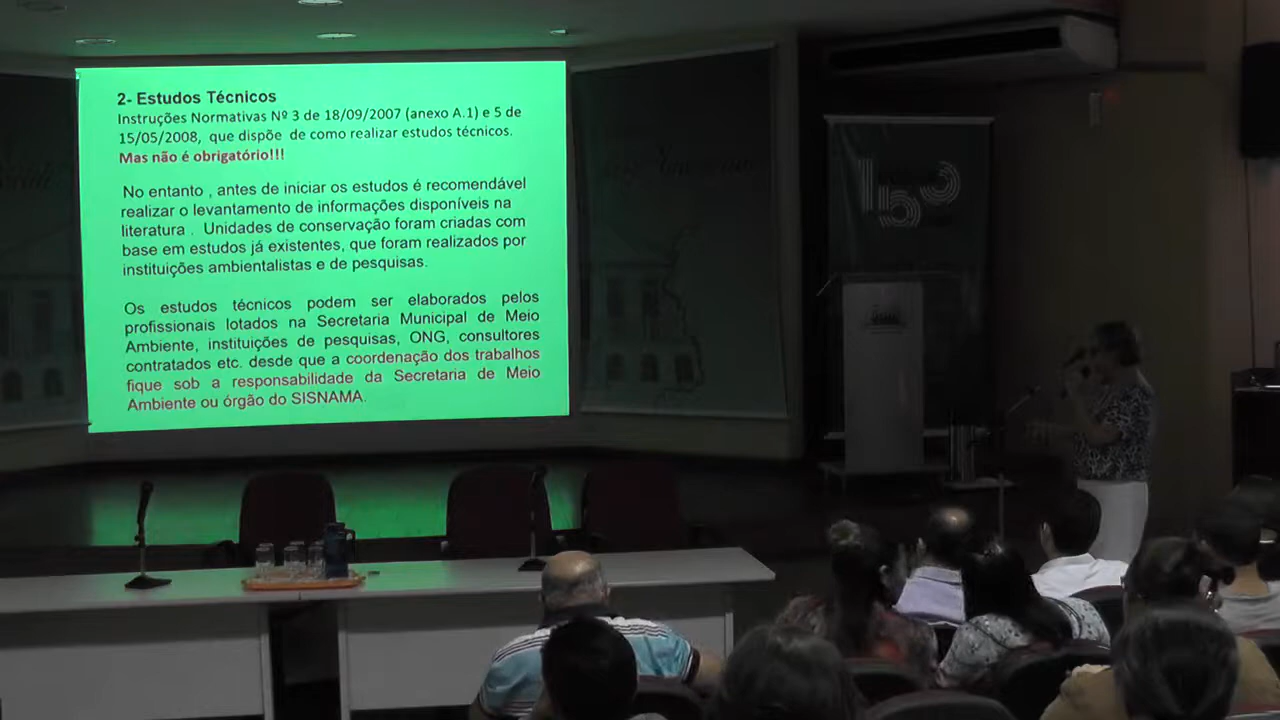 2- Estudos Técnicos
Instruções Normativas Nº 3 de 18/09/2007 (anexo A.1) e 5 de
15/05/2008, que dispõe de como realizar estudos técnicos.
Mas não é obrigatório!!!
No entanto , antes de iniciar os estudos é recomendável
realizar o levantamento de informações disponíveis na
literatura . Unidades de conservação foram criadas com
base em estudos já existentes, que foram realizados por
instituições ambientalistas e de pesquisas.
Os estudos técnicos podem ser elaborados pelos
profissionais lotados na Secretaria Municipal de Meio
Ambiente, instituições de pesquisas, ONG, consultores
contratados etc. desde que a coordenação dos trabalhos
fique sob a responsabilidade da Secretaria de Meio
Ambiente ou órgão do SISNAMA.
150